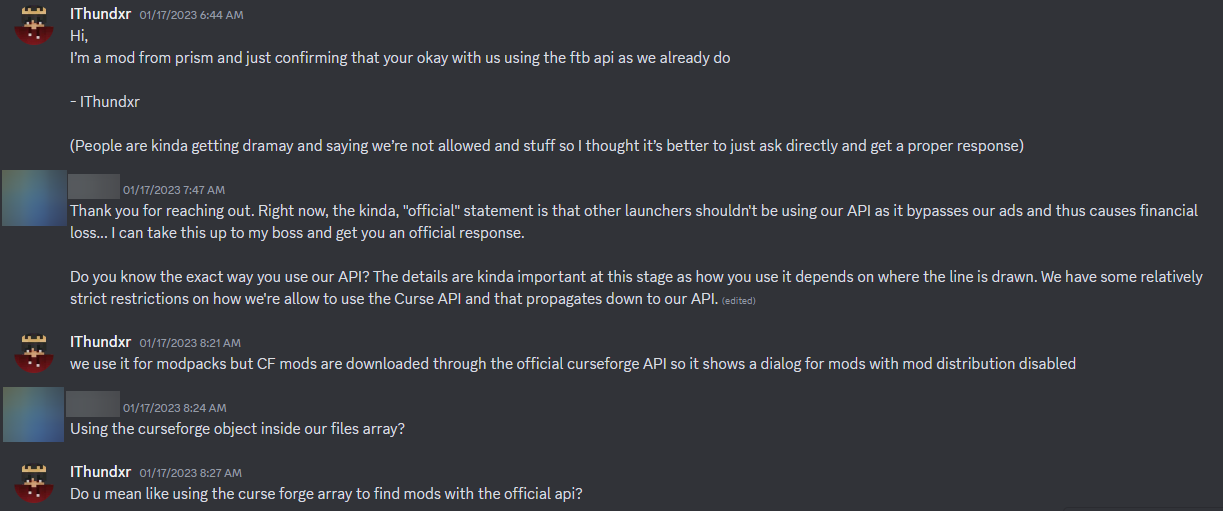 IThundxr 01/17/2023 6:44 AM
Hi,
I'm a mod from prism and just confirming that your okay with us using the ftb api as we already do
- IThundxr
(People are kinda getting dramay and saying we're not allowed and stuff so I thought it's better to just ask directly and get a proper response)
01/17/2023 7:47 AM
Thank you for reaching out. Right now, the kinda, "official" statement is that other launchers shouldn't be using our API as it bypasses our ads and thus causes financial
loss... I can take this up to my boss and get you an official response.
Do you know the exact way you use our API? The details are kinda important at this stage as how you use it depends on where the line is drawn. We have some relatively
strict restrictions on how we're allow to use the Curse API and that propagates down to our API. (edited)
IThundxr 01/17/2023 8:21 AM
we use it for modpacks but CF mods are downloaded through the official curseforge API so it shows a dialog for mods with mod distribution disabled
01/17/2023 8:24 AM
Using the curseforge object inside our files array?
IThundxr 01/17/2023 8:27 AM
Do u mean like using the curse forge array to find mods with the official api?